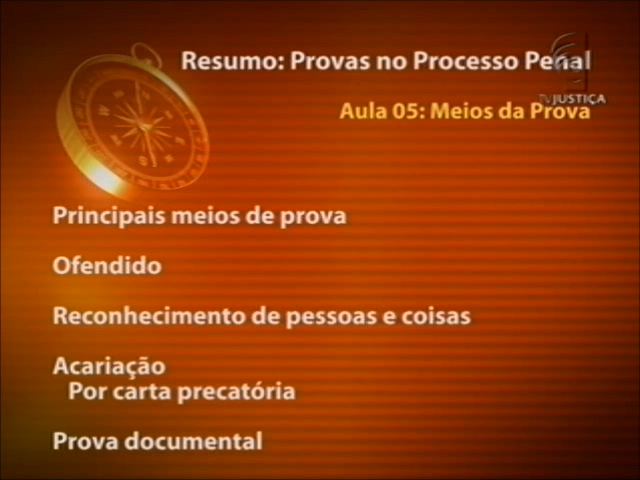 Resumo: Provas no Processo Penal
TV JUSTIÇA
Aula 05: Meios da Prova
Principais meios de prova
Ofendido
Reconhecimento de pessoas e coisas
Acariação
Por carta precatória
Prova documental